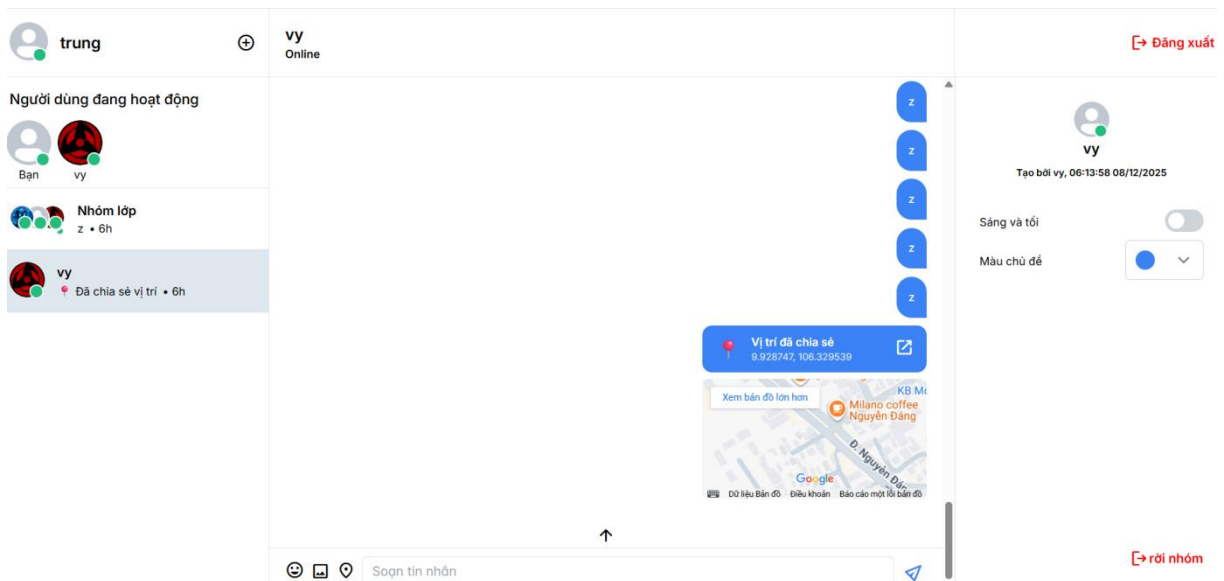 trung
Người dùng đang hoạt động
Bạn
vy
Nhóm lớp
z • 6h
vy
Đã chia sẻ vị trí • 6h
vy
Online
z
z
z
z
z
Vị trí đã chia sẻ
9.928747, 106.329539
Xem bản đồ lớn hơn
KB
Milano coffee
Nguyễn Đáng
Đ. Nguyễn Đáng
Google
Dữ liệu Bản đồ
Điều khoản
Báo cáo một lỗi bản đồ
Soạn tin nhắn
Đăng xuất
vy
Tạo bởi vy, 06:13:58 08/12/2025
Sáng và tối
Màu chủ đề
rời nhóm